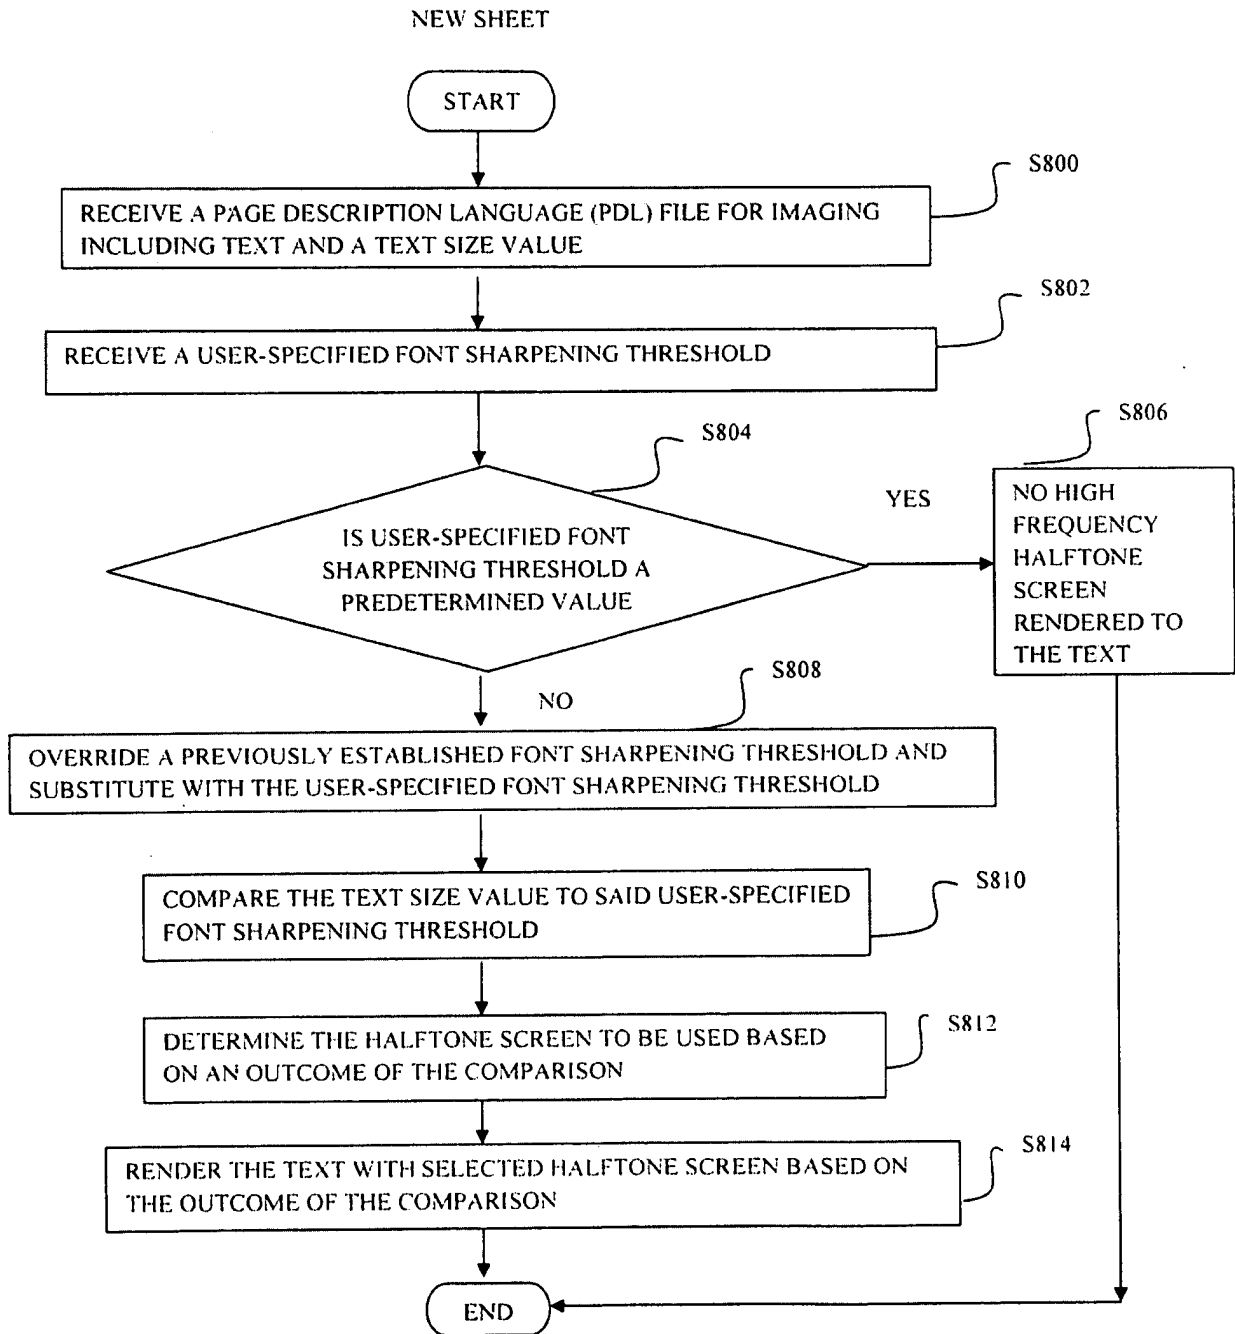 NEW SHEET
START
S800
RECEIVE A PAGE DESCRIPTION LANGUAGE (PDL) FILE FOR IMAGING
INCLUDING TEXT AND A TEXT SIZE VALUE
S802
RECEIVE A USER-SPECIFIED FONT SHARPENING THRESHOLD
S804
IS USER-SPECIFIED FONT
SHARPENING THRESHOLD A
PREDETERMINED VALUE
YES
S806
NO HIGH
FREQUENCY
HALFTONE
SCREEN
RENDERED TO
THE TEXT
NO
S808
OVERRIDE A PREVIOUSLY ESTABLISHED FONT SHARPENING THRESHOLD AND
SUBSTITUTE WITH THE USER-SPECIFIED FONT SHARPENING THRESHOLD
S810
COMPARE THE TEXT SIZE VALUE TO SAID USER-SPECIFIED
FONT SHARPENING THRESHOLD
S812
DETERMINE THE HALFTONE SCREEN TO BE USED BASED
ON AN OUTCOME OF THE COMPARISON
S814
RENDER THE TEXT WITH SELECTED HALFTONE SCREEN BASED ON
THE OUTCOME OF THE COMPARISON
END